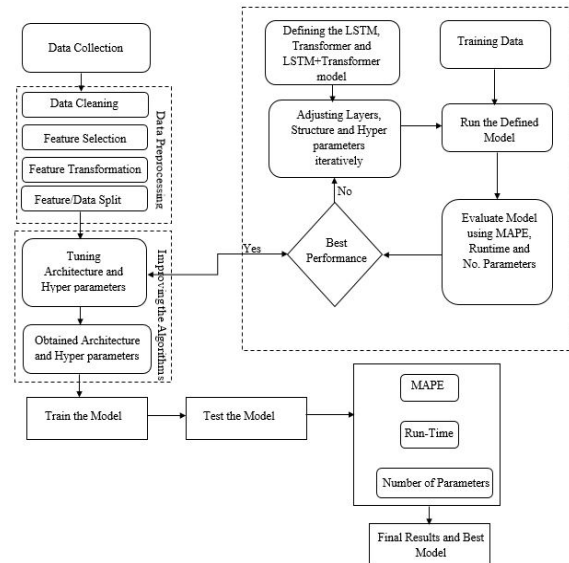 Data Collection
Data Cleaning
Feature Selection
Feature Transformation
Feature/Data Split
Data Preprocessing
Tuning
Architecture and
Hyper parameters
Obtained Architecture
and Hyper parameters
Improving the Algorithms
Defining the LSTM,
Transformer and
LSTM+Transformer
model
Training Data
Adjusting Layers,
Structure and Hyper
parameters
iteratively
Run the Defined
Model
No
Yes
Best
Performance
Evaluate Model
using MAPE,
Runtime and
No. Parameters
Train the Model
Test the Model
MAPE
Run-Time
Number of Parameters
Final Results and Best
Model